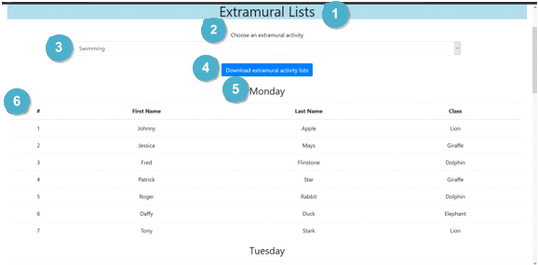 Extramural Lists 1
2 Choose an extramural activity
3 Swimming
4 Download extramural activity lists
5 Monday
6 # First Name Last Name Class
1 Johnny Apple Lion
2 Jessica Mays Giraffe
3 Fred Flinstone Dolphin
4 Patrick Star Giraffe
5 Roger Rabbit Dolphin
6 Daffy Duck Elephant
7 Tony Stark Lion
Tuesday